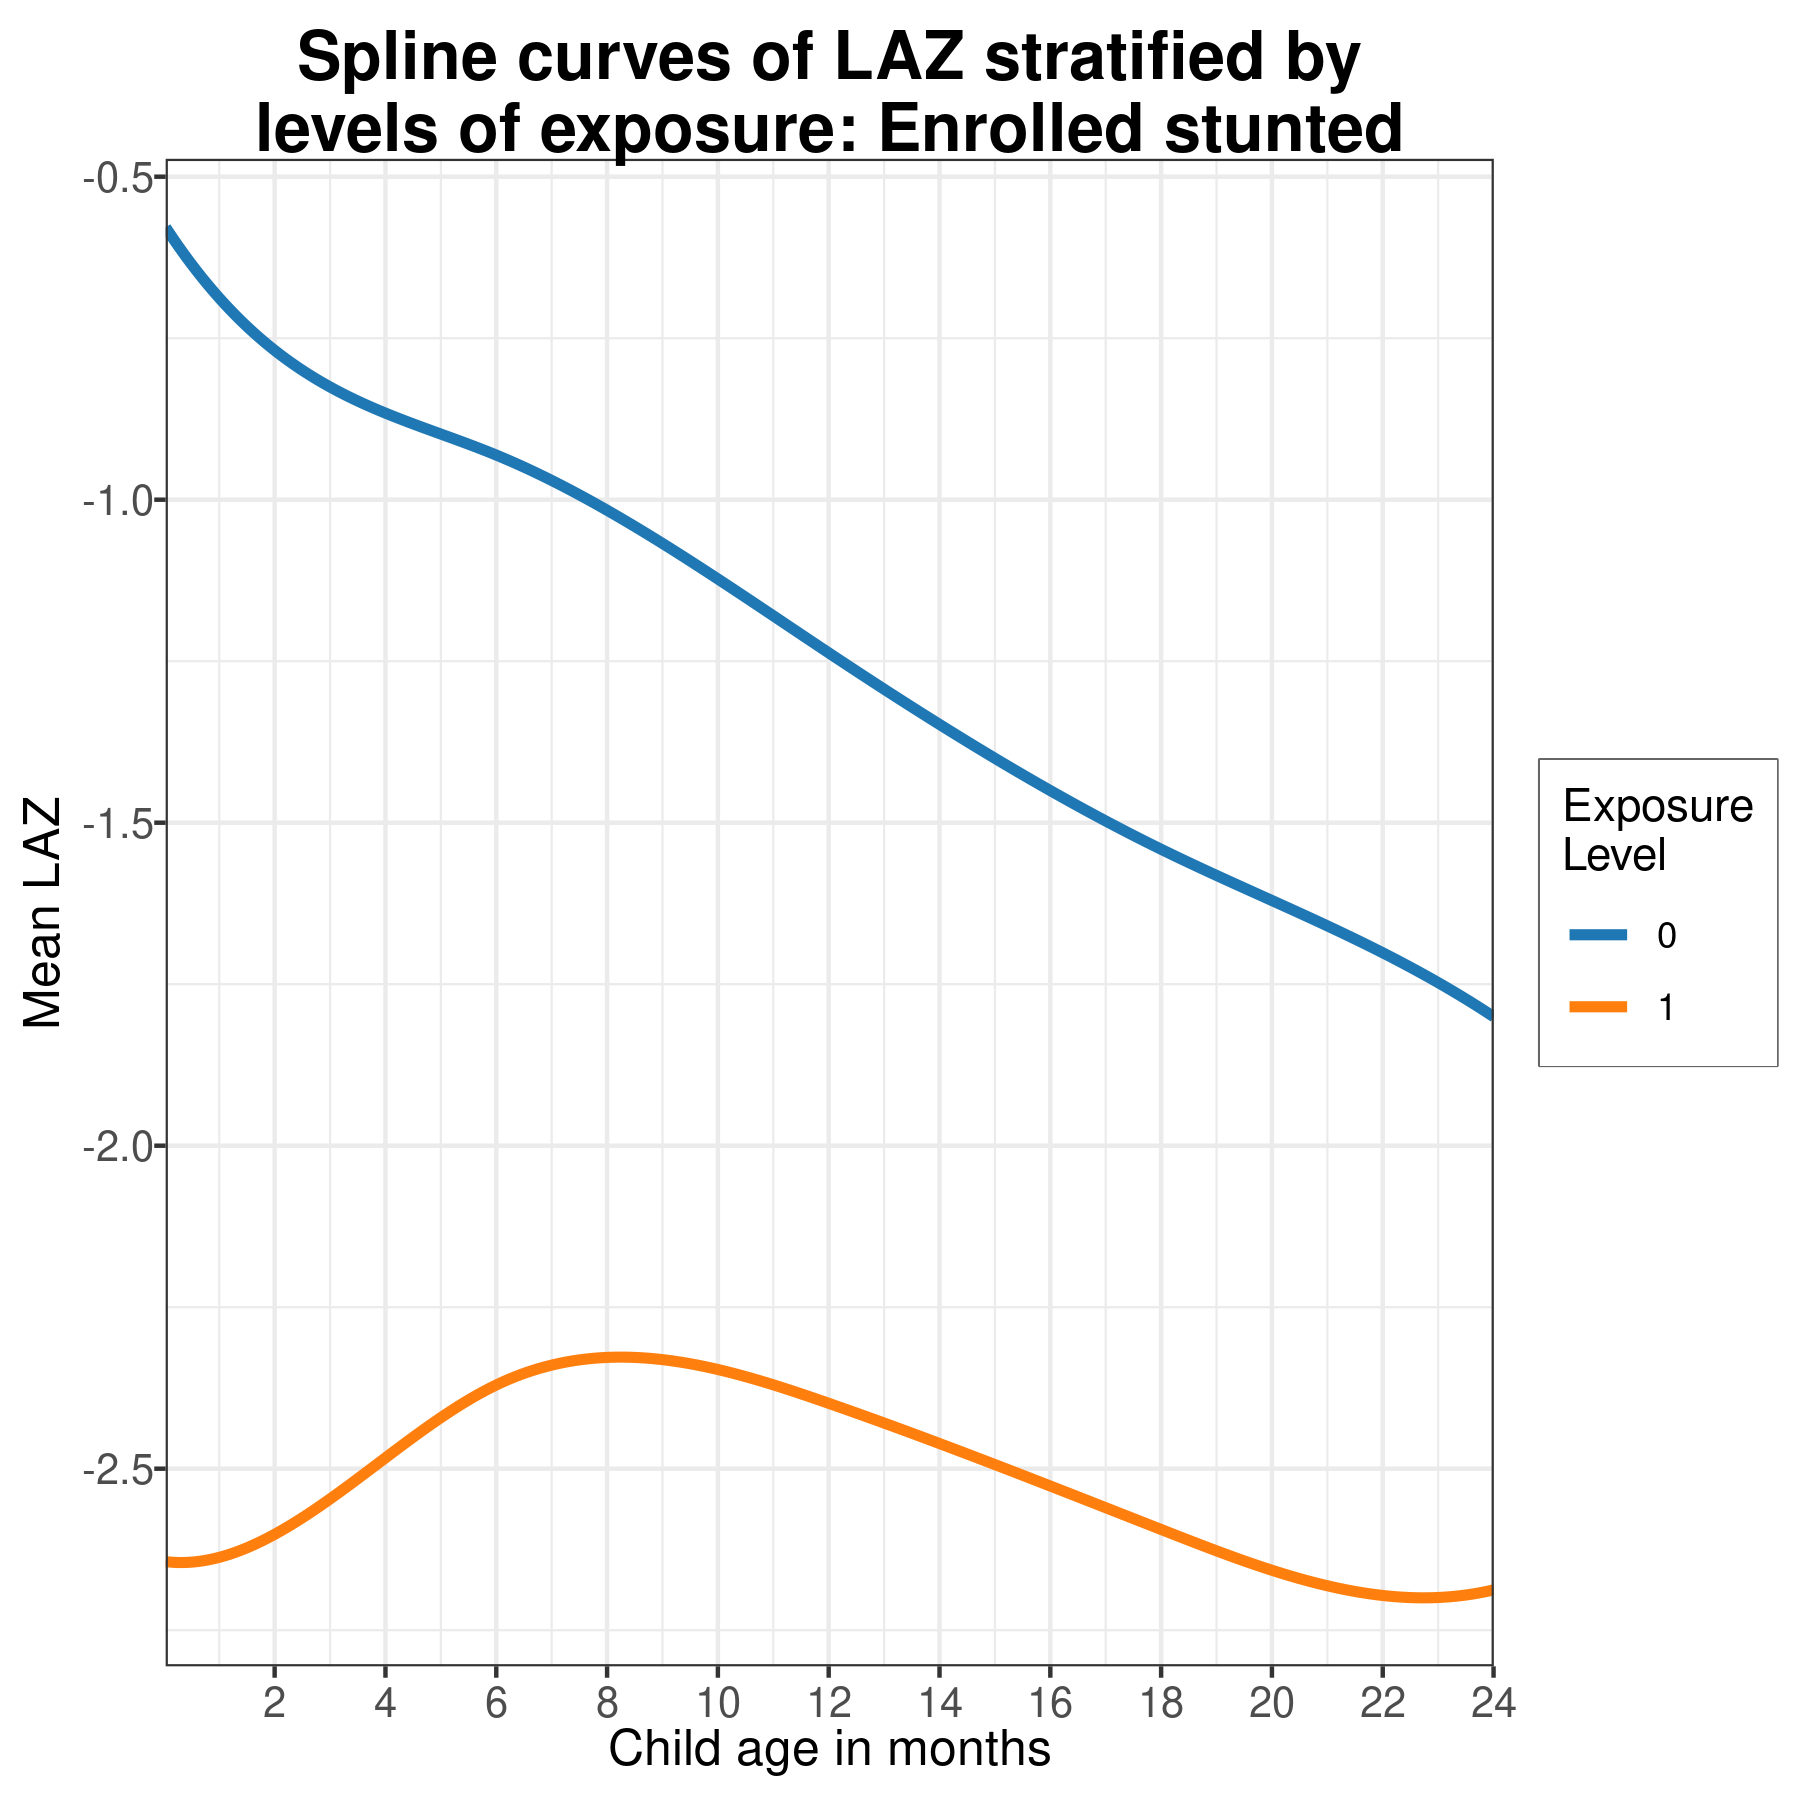 Spline curves of LAZ stratified by
levels of exposure: Enrolled stunted
-0.5
-1.0
-1.5
-2.0
-2.5
Mean LAZ
2 4 6 8 10 12 14 16 18 20 22 24
Child age in months
Exposure
Level
0
1